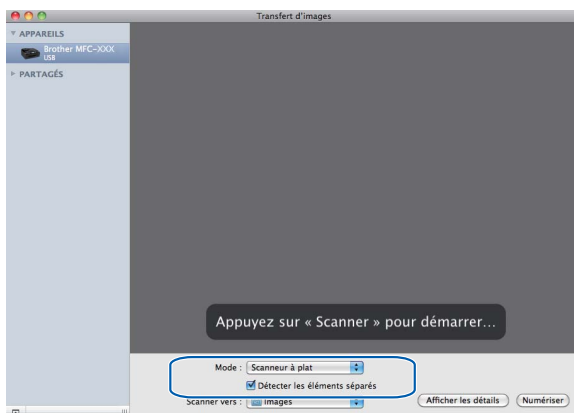 Transfert d'images
APPAREILS
Brother MFC-XXX
USB
PARTAGÉS
Appuyez sur « Scanner » pour démarrer...
Mode : Scanneur à plat
Détecter les éléments séparés
Scanner vers : Images
Afficher les détails
Numériser